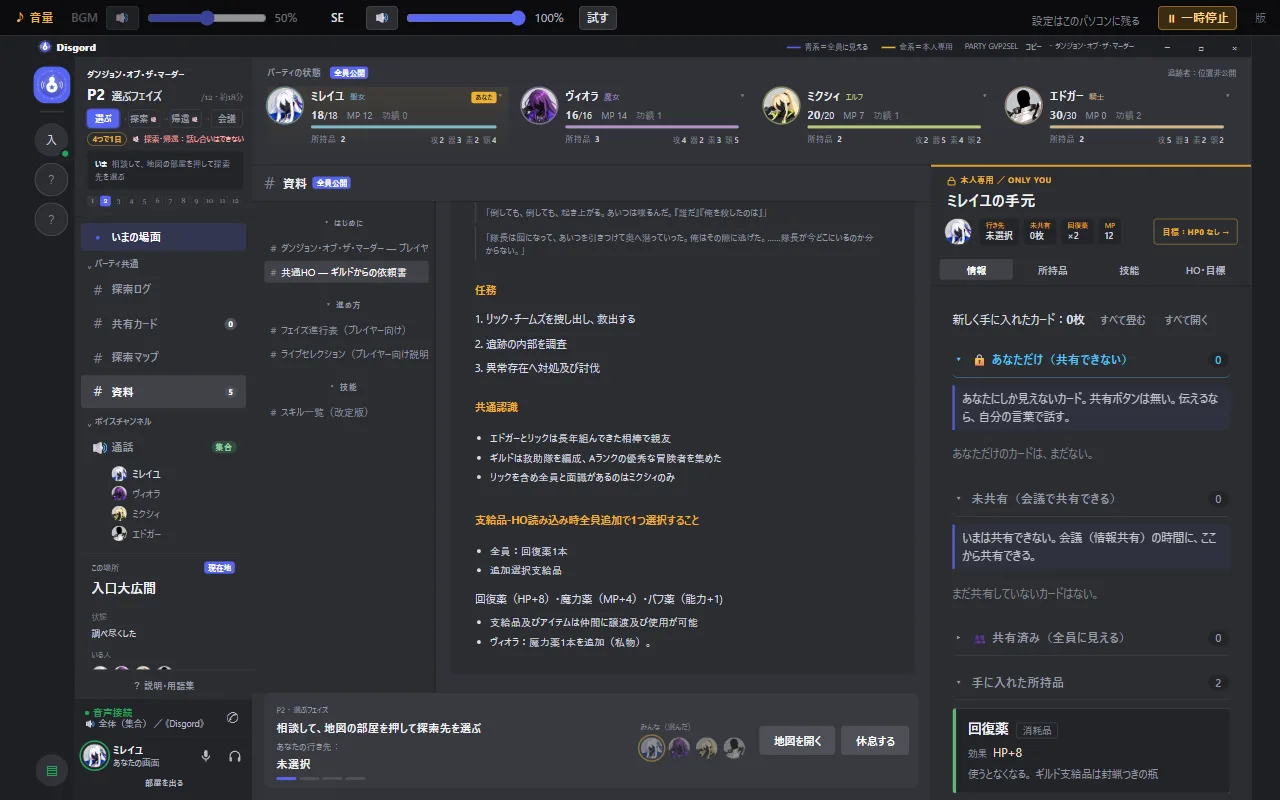 ♪ 音量
BGM
50%
SE
100%
試す
設定はこのパソコンに残る
一時停止
版
Disgord
青系=全員に見える
金系=本人専用
PARTY GVP2SEL
コピー
・ダンジョン・オブ・ザ・マーダー
ダンジョン・オブ・ザ・マーダー
P2 選ぶフェイズ
/12・約18分
選ぶ
探索
帰還
会議
4つで1日
探索・帰還:話し合いはできない
いま 相談して、地図の部屋を押して探索先を選ぶ
1 2 3 4 5 6 7 8 9 10 11 12
入
?
?
いまの場面
パーティ共通
# 探索ログ
# 共有カード 0
# 探索マップ
# 資料 5
ボイスチャンネル
通話 集合
ミレイユ
ヴィオラ
ミクシィ
エドガー
この場所 現在地
入口大広間
状態
調べ尽くした
いる人
? 説明・用語集
音声接続
全体(集合)/《Disgord》
ミレイユ
あなたの画面
部屋を出る
パーティの状態 全員公開
追跡者:位置非公開
ミレイユ 聖女 あなた
18/18 MP 12 功績 0
所持品 2
攻2 器3 素2 頑4
ヴィオラ 魔女
16/16 MP 14 功績 1
所持品 3
攻4 器2 素3 頑5
ミクシィ エルフ
20/20 MP 7 功績 1
所持品 2
攻2 器5 素4 頑2
エドガー 騎士
30/30 MP 0 功績 2
所持品 2
攻5 器3 素2 頑2
# 資料 全員公開
はじめに
# ダンジョン・オブ・ザ・マーダー — プレイヤ
# 共通HO — ギルドからの依頼書
進め方
# フェイズ進行表(プレイヤー向け)
# ライブセレクション(プレイヤー向け説明
技能
# スキル一覧(改定版)
「倒しても、倒しても、起き上がる。あいつは喋るんだ。『誰だ』『俺を殺したのは』」
「隊長は囮になって、あいつを引きつけて奥へ潜っていった。俺はその隙に逃げた。……隊長が今どこにいるのか分からない。」
任務
1. リック・チームズを捜し出し、救出する
2. 遺跡の内部を調査
3. 異常存在へ対処及び討伐
共通認識
• エドガーとリックは長年組んできた相棒で親友
• ギルドは救助隊を編成、Aランクの優秀な冒険者を集めた
• リックを含め全員と面識があるのはミクシィのみ
支給品-HO読み込み時全員追加で1つ選択すること
• 全員:回復薬1本
• 追加選択支給品
回復薬(HP+8)・魔力薬(MP+4)・バフ薬(能力+1)
• 支給品及びアイテムは仲間に譲渡及び使用が可能
• ヴィオラ:魔力薬1本を追加(私物)。
P2・選ぶフェイズ
相談して、地図の部屋を押して探索先を選ぶ
あなたの行き先:
未選択
みんな(選んだ)
地図を開く
休息する
本人専用 / ONLY YOU
ミレイユの手元
行き先
未選択
未共有
0枚
回復薬
×2
MP
12
目標:HP0 なし→
情報
所持品
技能
HO・目標
新しく手に入れたカード:0枚
すべて畳む
すべて開く
あなただけ(共有できない) 0
あなたにしか見えないカード。共有ボタンは無い。伝えるなら、自分の言葉で話す。
あなただけのカードは、まだない。
未共有(会議で共有できる) 0
いまは共有できない。会議(情報共有)の時間に、ここから共有できる。
まだ共有していないカードはない。
共有済み(全員に見える) 0
手に入れた所持品 2
回復薬 消耗品
効果 HP+8
使うとなくなる。ギルド支給品は封蝋つきの瓶